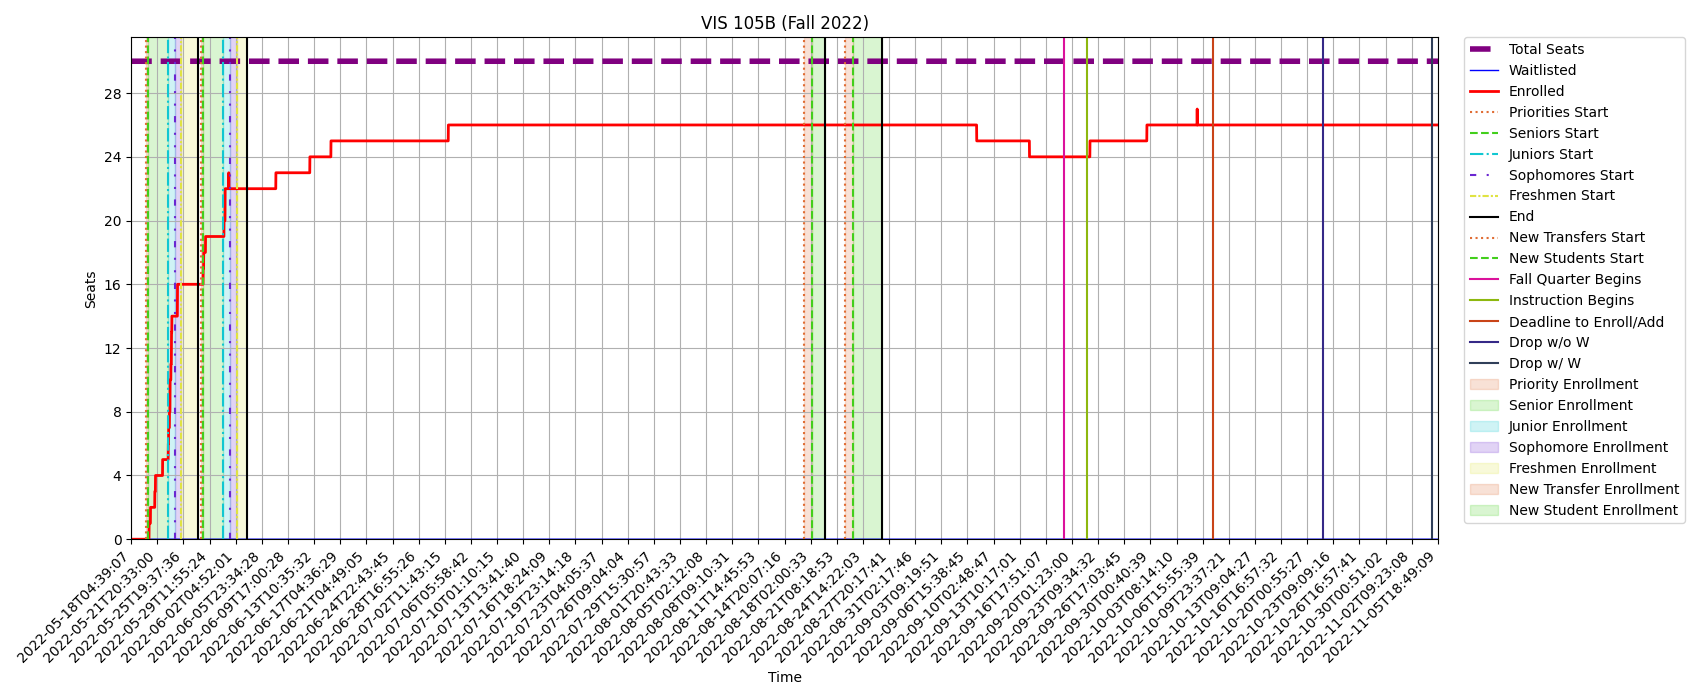 VIS 105B (Fall 2022)
Seats
28
24
20
16
12
8
4
0
2022-05-18T04:39:07
2022-05-21T20:33:00
2022-05-25T19:37:36
2022-05-29T11:55:24
2022-06-02T04:52:01
2022-06-05T23:34:28
2022-06-09T17:00:28
2022-06-13T10:35:32
2022-06-17T04:36:29
2022-06-21T04:49:05
2022-06-24T22:43:45
2022-06-28T16:55:26
2022-07-02T11:43:15
2022-07-06T05:58:42
2022-07-10T01:10:15
2022-07-13T13:41:40
2022-07-16T18:24:09
2022-07-19T23:14:18
2022-07-23T04:05:37
2022-07-26T09:04:04
2022-07-29T15:30:57
2022-08-01T20:43:33
2022-08-05T02:12:08
2022-08-08T09:10:31
2022-08-11T14:45:53
2022-08-14T20:07:16
2022-08-18T02:00:33
2022-08-21T08:18:53
2022-08-24T14:22:03
2022-08-27T20:17:41
2022-08-31T02:17:46
2022-09-03T09:19:51
2022-09-06T15:38:45
2022-09-10T02:48:47
2022-09-13T10:17:01
2022-09-16T17:51:07
2022-09-20T01:23:00
2022-09-23T09:34:32
2022-09-26T17:03:45
2022-09-30T00:40:39
2022-10-03T08:14:10
2022-10-06T15:55:39
2022-10-09T23:37:21
2022-10-13T09:04:27
2022-10-16T16:57:32
2022-10-20T00:55:27
2022-10-23T09:09:16
2022-10-26T16:57:41
2022-10-30T00:51:02
2022-11-02T09:23:08
2022-11-05T18:49:09
Time
Total Seats
Waitlisted
Enrolled
Priorities Start
Seniors Start
Juniors Start
Sophomores Start
Freshmen Start
End
New Transfers Start
New Students Start
Fall Quarter Begins
Instruction Begins
Deadline to Enroll/Add
Drop w/o W
Drop w/ W
Priority Enrollment
Senior Enrollment
Junior Enrollment
Sophomore Enrollment
Freshmen Enrollment
New Transfer Enrollment
New Student Enrollment